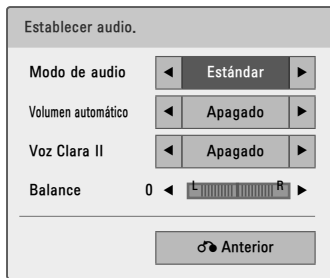 Establecer audio.
Modo de audio ◀ Estándar ▶
Volumen automático ◀ Apagado ▶
Voz Clara II ◀ Apagado ▶
Balance 0 ◀ L R ▶
Anterior